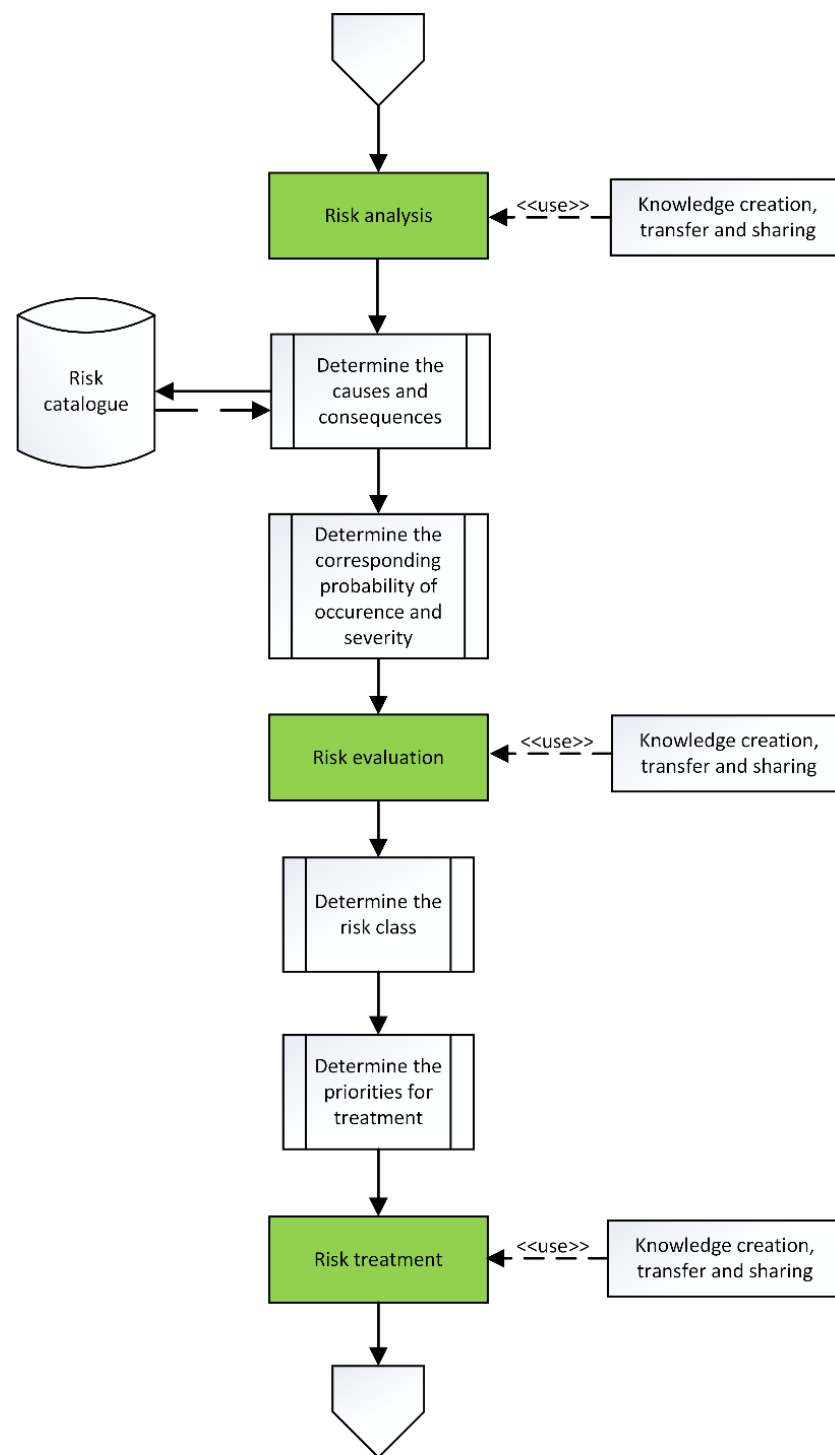 Risk analysis
<<use>>
Knowledge creation,
transfer and sharing
Risk
catalogue
Determine the
causes and
consequences
Determine the
corresponding
probability of
occurence and
severity
Risk evaluation
<<use>>
Knowledge creation,
transfer and sharing
Determine the
risk class
Determine the
priorities for
treatment
Risk treatment
<<use>>
Knowledge creation,
transfer and sharing